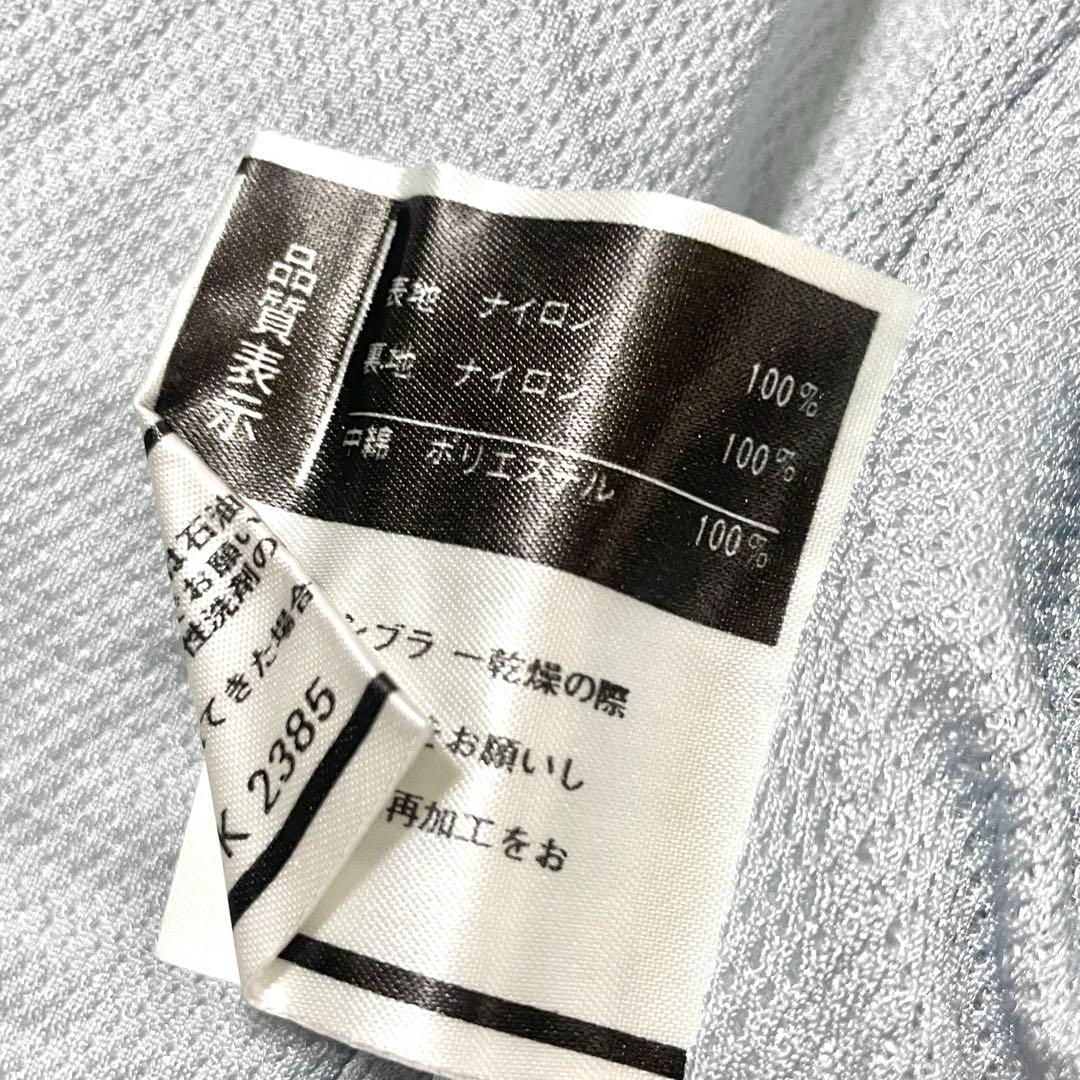 品質表示
表地 ナイロン 100%
裏地 ナイロン 100%
中綿 ポリエステル 100%
ンブラー乾燥の際
をお願いし
再加工をお
は石油
お願い
性洗剤の
てきた場合
K 2385